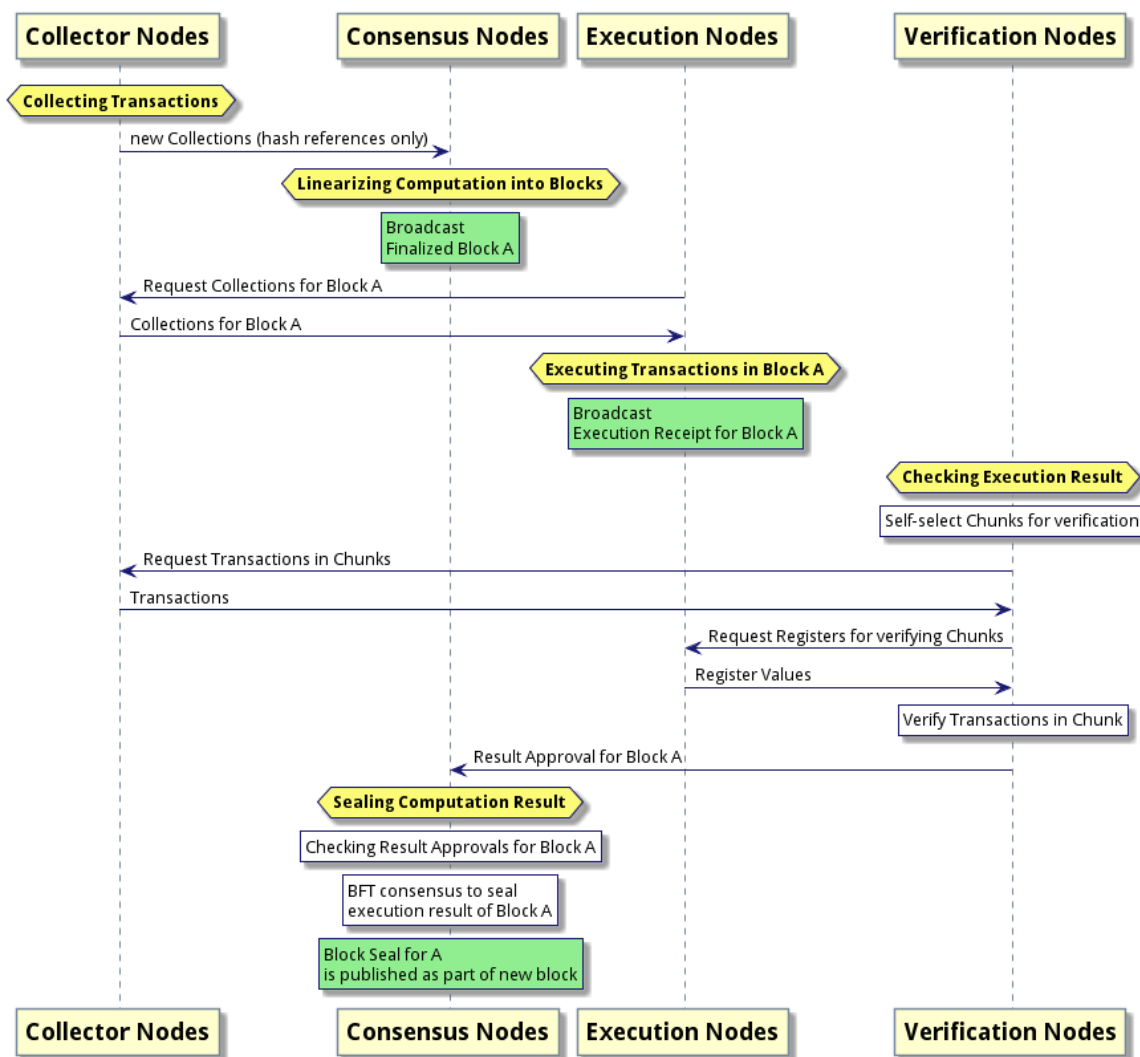 Collector Nodes
Consensus Nodes
Execution Nodes
Verification Nodes
Collecting Transactions
new Collections (hash references only)
Linearizing Computation into Blocks
Broadcast
Finalized Block A
Request Collections for Block A
Collections for Block A
Executing Transactions in Block A
Broadcast
Execution Receipt for Block A
Checking Execution Result
Self-select Chunks for verification
Request Transactions in Chunks
Transactions
Request Registers for verifying Chunks
Register Values
Verify Transactions in Chunk
Result Approval for Block A
Sealing Computation Result
Checking Result Approvals for Block A
BFT consensus to seal
execution result of Block A
Block Seal for A
is published as part of new block
Collector Nodes
Consensus Nodes
Execution Nodes
Verification Nodes